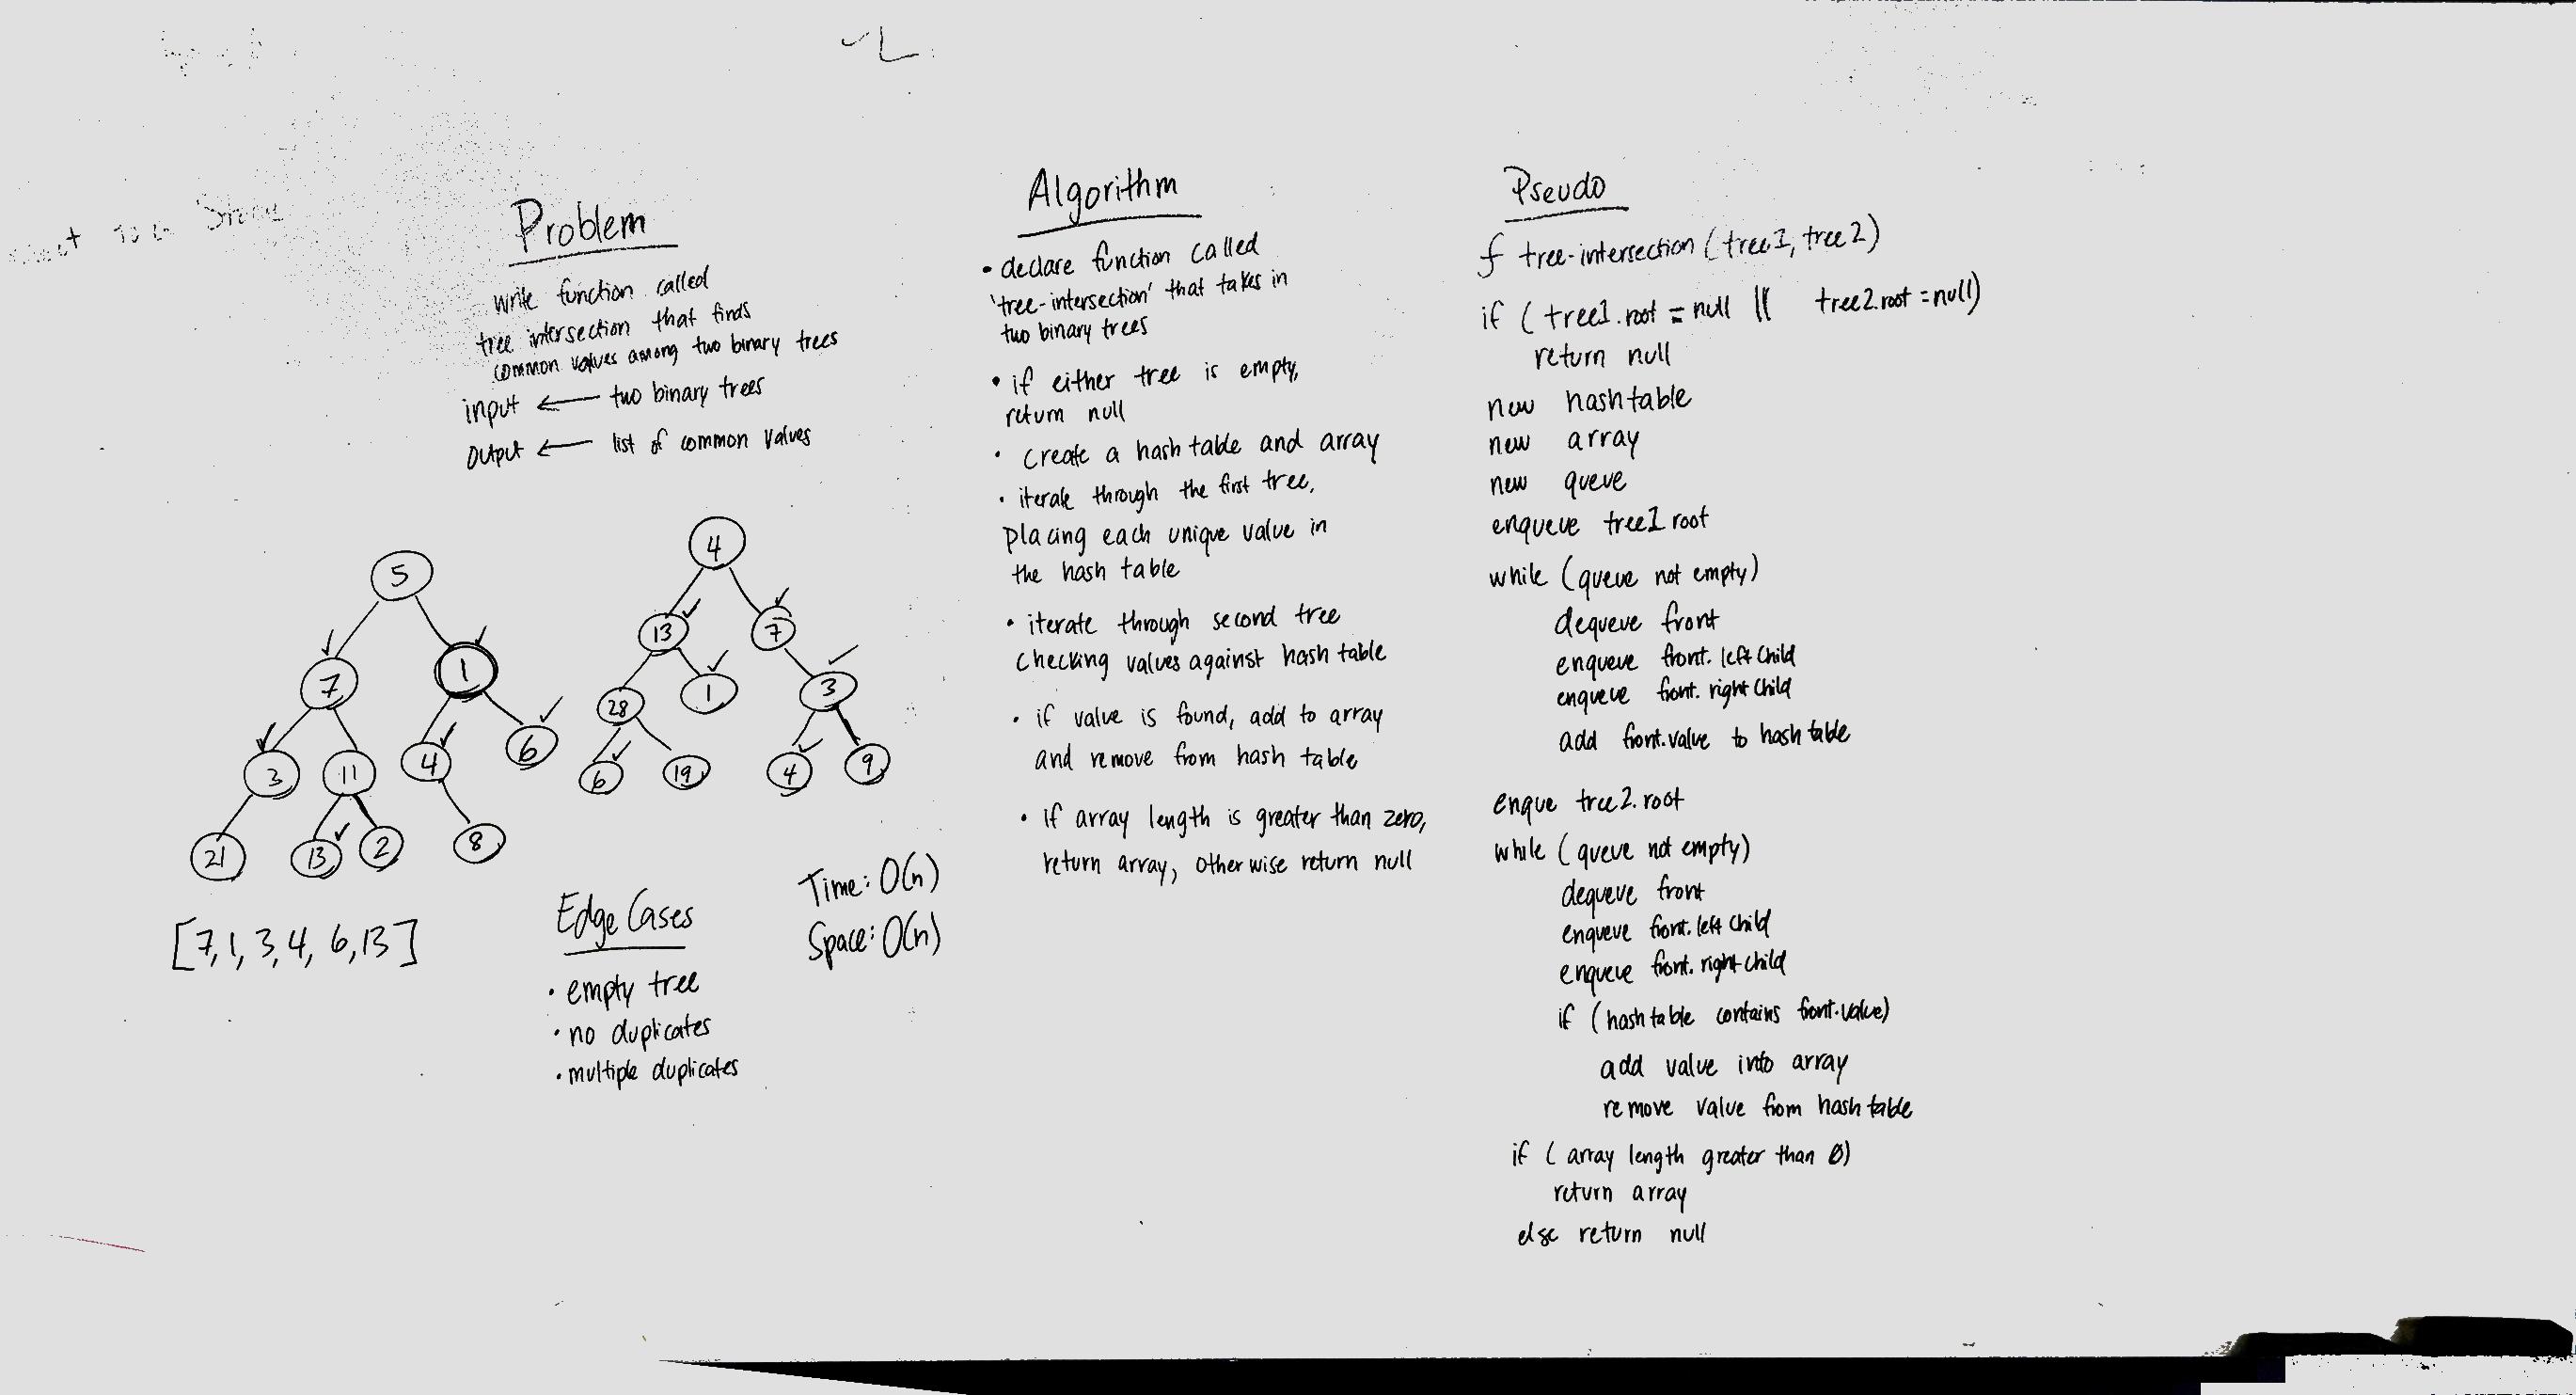 Problem
write function called
tree intersection that finds
common values among two binary trees
input ← two binary trees
output ← list of common values
5
7
1
3
11
4
6
21
13
2
8
4
13
7
28
1
3
6
19
4
9
[7, 1, 3, 4, 6, 13]
Edge Cases
• empty tree
• no duplicates
• multiple duplicates
Time: O(n)
Space: O(n)
Algorithm
• declare function called
'tree-intersection' that takes in
two binary trees
• if either tree is empty,
return null
• create a hash table and array
• iterate through the first tree,
placing each unique value in
the hash table
• iterate through second tree
checking values against hash table
• if value is found, add to array
and remove from hash table
• if array length is greater than zero,
return array, otherwise return null
Pseudo
f tree-intersection (tree1, tree2)
if (tree1.root = null || tree2.root = null)
return null
new hashtable
new array
new queue
enqueue tree1 root
while (queue not empty)
dequeue front
enqueue front.leftChild
enqueue front.rightChild
add front.value to hashtable
enque tree2.root
while (queue not empty)
dequeue front
enqueue front.left child
enqueue front.right child
if (hashtable contains front.value)
add value into array
remove value from hashtable
if (array length greater than 0)
return array
else return null